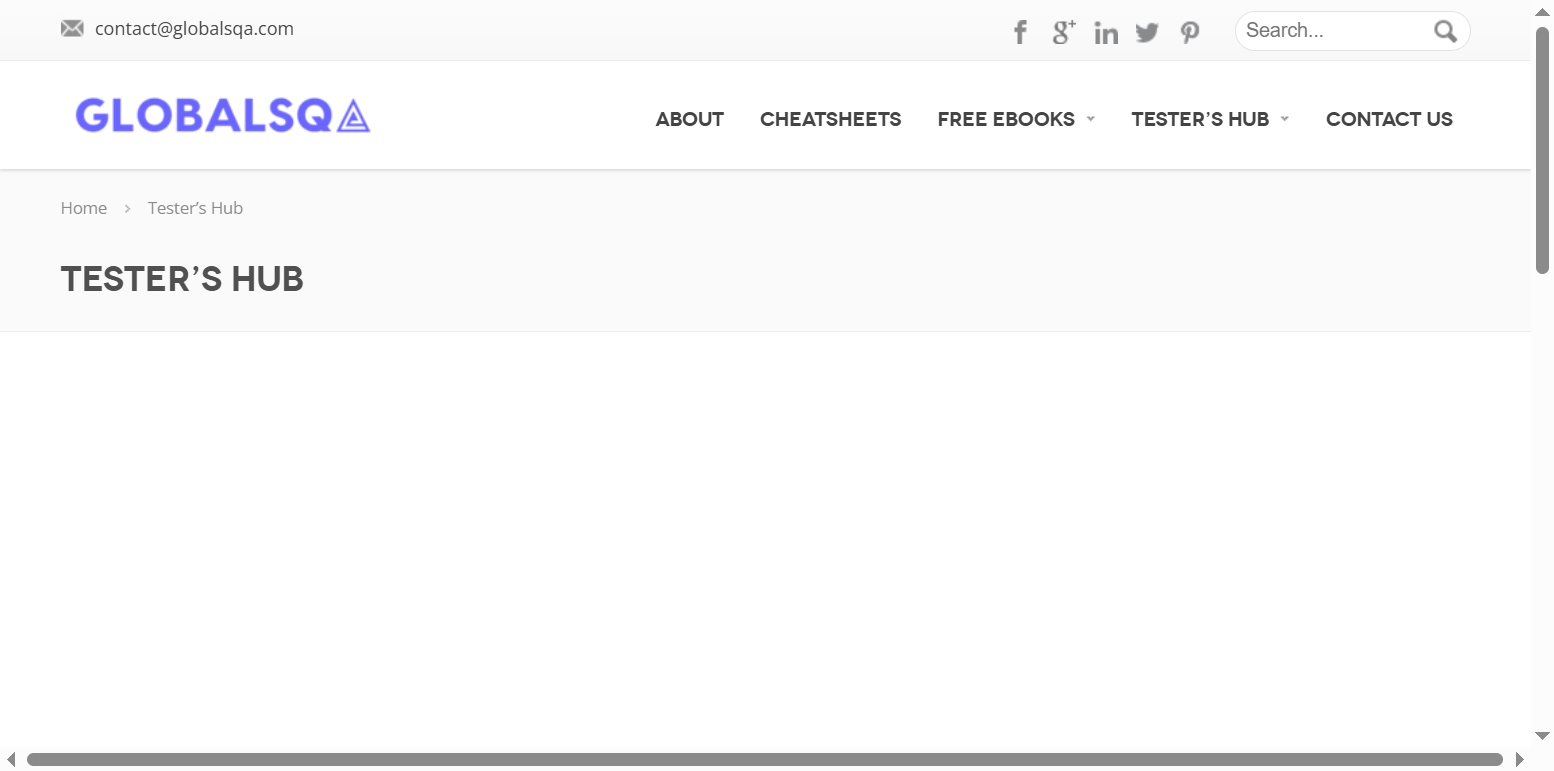 contact@globalsqa.com
Search...
GLOBALSQA
ABOUT CHEATSHEETS FREE EBOOKS TESTER’S HUB CONTACT US
Home > Tester’s Hub
TESTER’S HUB